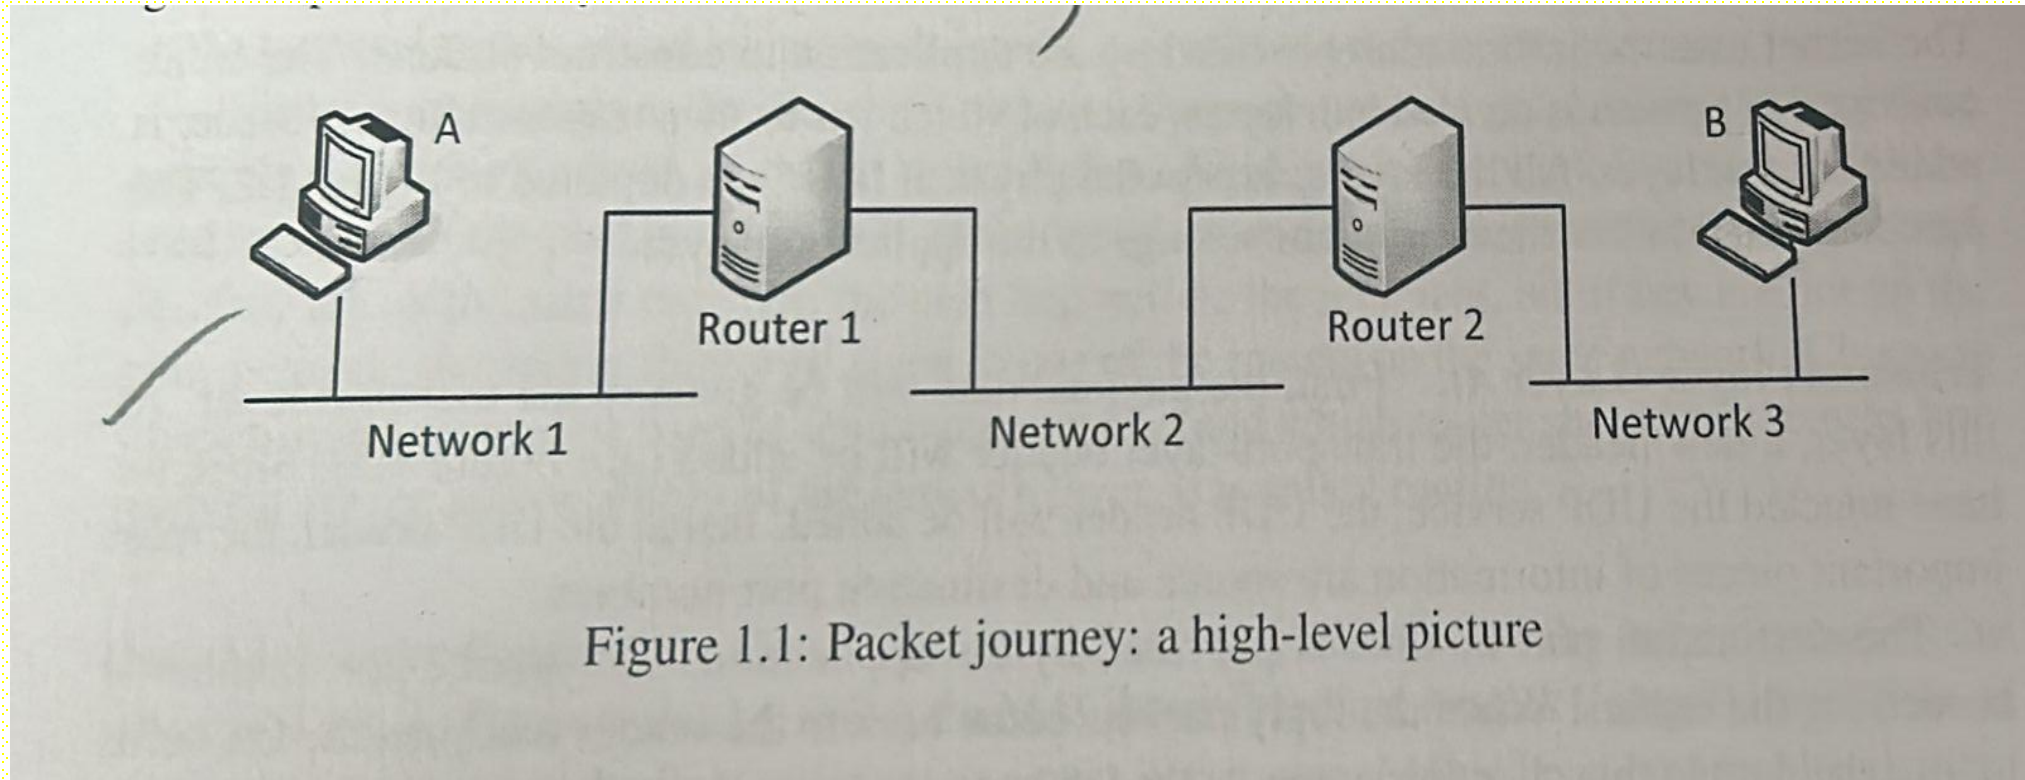 A
B
Router 1
Router 2
Network 1
Network 2
Network 3
Figure 1.1: Packet journey: a high-level picture